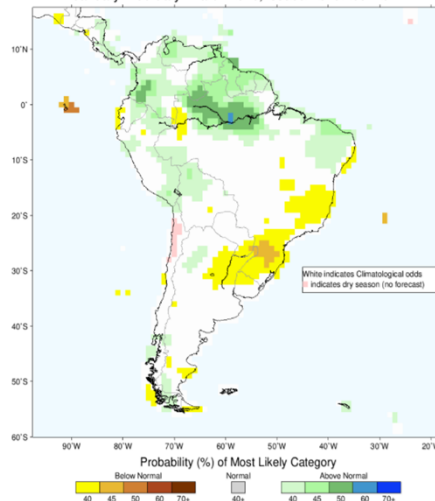 10°N
0°
10°S
20°S
30°S
White indicates Climatological odds
indicates dry season (no forecast)
40°S
50°S
60°S
90°W 80°W 70°W 60°W 50°W 40°W 30°W 20°W
Probability (%) of Most Likely Category
Below Normal Normal Above Normal
40 45 50 60 70+ 40+ 40 45 50 60 70+